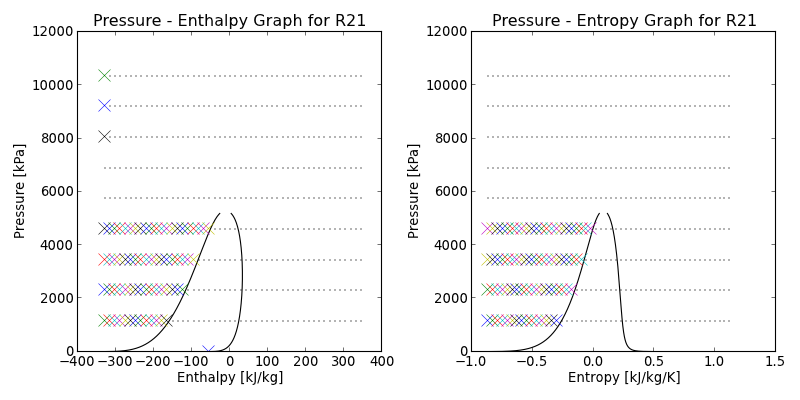 Pressure - Enthalpy Graph for R21
12000
10000
8000
6000
4000
2000
0
Pressure [kPa]
−400 −300 −200 −100 0 100 200 300 400
Enthalpy [kJ/kg]
Pressure - Entropy Graph for R21
12000
10000
8000
6000
4000
2000
0
Pressure [kPa]
−1.0 −0.5 0.0 0.5 1.0 1.5
Entropy [kJ/kg/K]